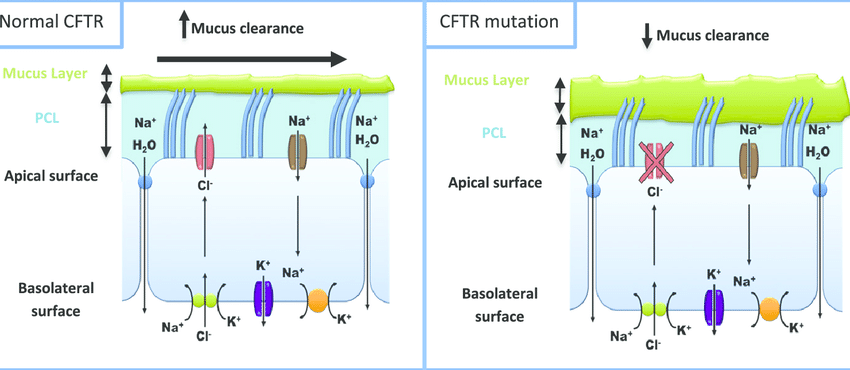 Normal CFTR
Mucus clearance
Mucus Layer
PCL
Na⁺
H₂O
Na⁺
Na⁺
H₂O
Apical surface
Cl⁻
Basolateral
surface
K⁺
Na⁺
Na⁺
Cl⁻
K⁺
K⁺
CFTR mutation
Mucus clearance
Mucus Layer
PCL
Na⁺
H₂O
Na⁺
Na⁺
H₂O
Apical surface
Cl⁻
Basolateral
surface
K⁺
Na⁺
Na⁺
Cl⁻
K⁺
K⁺